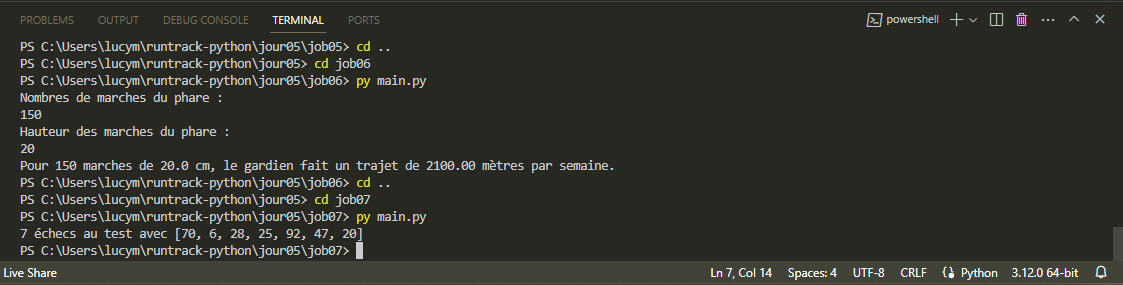 PROBLEMS OUTPUT DEBUG CONSOLE TERMINAL PORTS powershell
PS C:\Users\lucym\runtrack-python\jour05\job05> cd ..
PS C:\Users\lucym\runtrack-python\jour05> cd job06
PS C:\Users\lucym\runtrack-python\jour05\job06> py main.py
Nombres de marches du phare :
150
Hauteur des marches du phare :
20
Pour 150 marches de 20.0 cm, le gardien fait un trajet de 2100.00 mètres par semaine.
PS C:\Users\lucym\runtrack-python\jour05\job06> cd ..
PS C:\Users\lucym\runtrack-python\jour05> cd job07
PS C:\Users\lucym\runtrack-python\jour05\job07> py main.py
7 échecs au test avec [70, 6, 28, 25, 92, 47, 20]
PS C:\Users\lucym\runtrack-python\jour05\job07>
Live Share Ln 7, Col 14 Spaces: 4 UTF-8 CRLF Python 3.12.0 64-bit